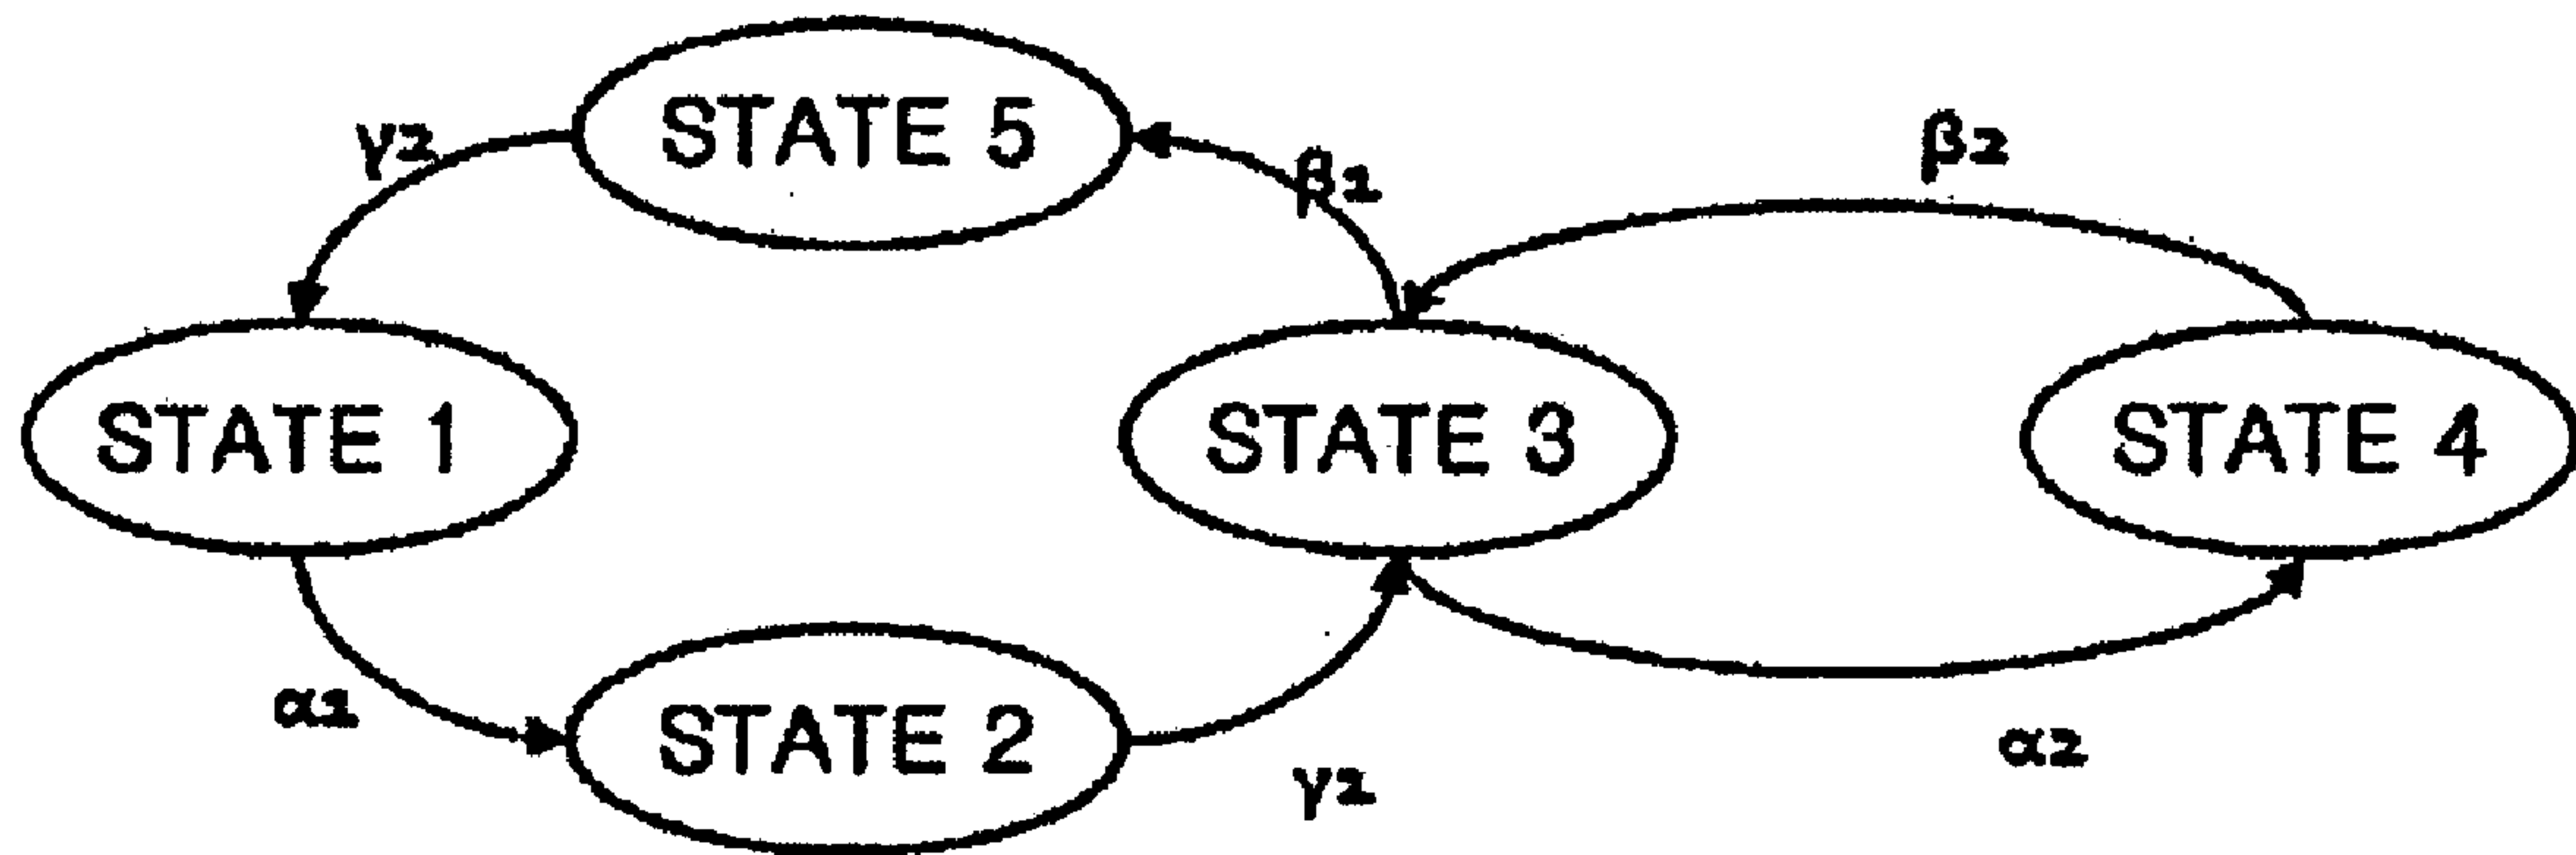 STATE 5
γ2
β1
β2
STATE 1
STATE 3
STATE 4
α1
STATE 2
γ2
α2